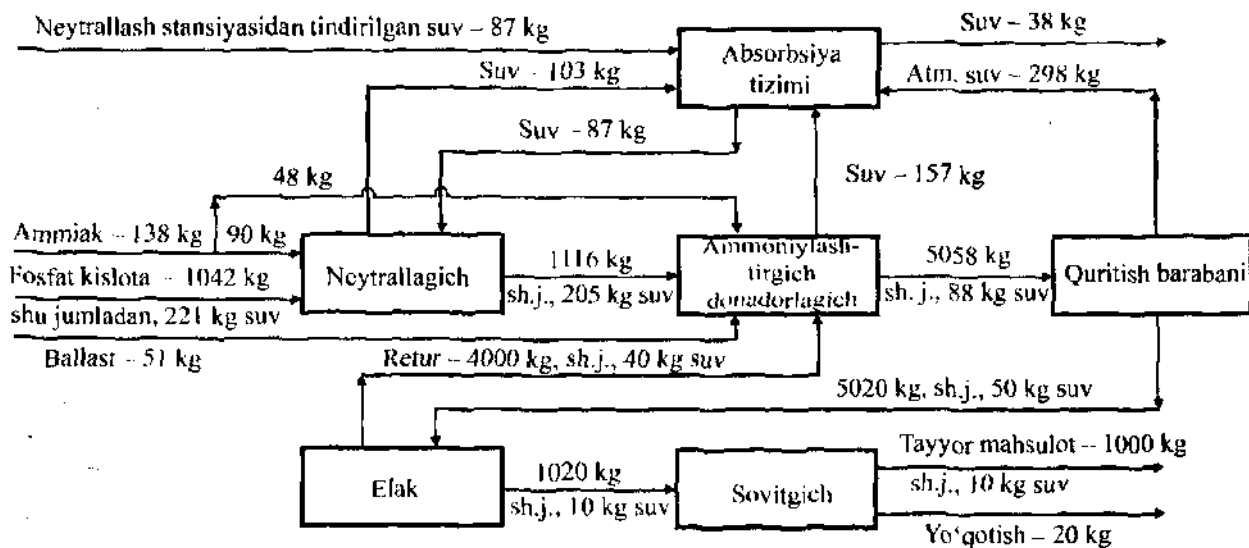 Neytrallash stansiyasidan tindirilgan suv – 87 kg
Absorbsiya
tizimi
Suv – 38 kg
Suv – 103 kg
Atm. suv – 298 kg
Suv – 87 kg
Suv – 157 kg
48 kg
Ammiak – 138 kg
90 kg
Neytrallagich
1116 kg
sh.j., 205 kg suv
Ammoniylash-
tirgich
donadorlagich
5058 kg
sh. j., 88 kg suv
Quritish barabani
Fosfat kislota – 1042 kg
shu jumladan, 221 kg suv
Ballast – 51 kg
Retur – 4000 kg, sh.j., 40 kg suv
5020 kg, sh.j., 50 kg suv
Elak
1020 kg
sh.j., 10 kg suv
Sovitgich
Tayyor mahsulot – 1000 kg
sh.j., 10 kg suv
Yo‘qotish – 20 kg